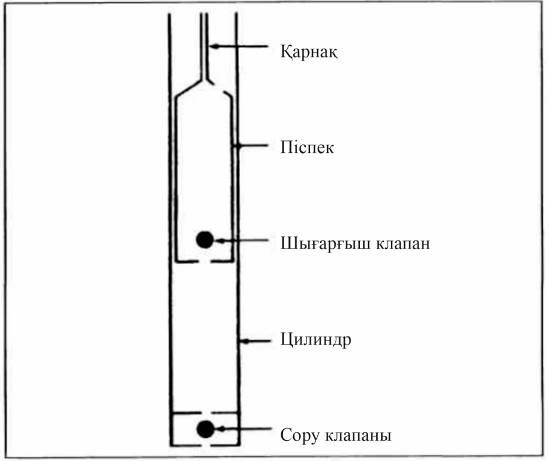 Қарнақ
Піспек
Шығарғыш клапан
Цилиндр
Сору клапаны